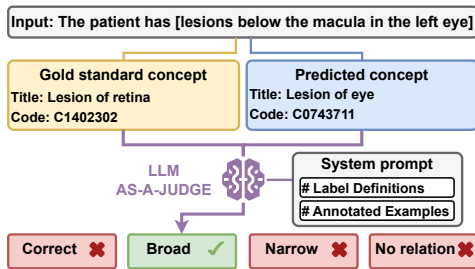 Input: The patient has [lesions below the macula in the left eye]
Gold standard concept
Title: Lesion of retina
Code: C1402302
Predicted concept
Title: Lesion of eye
Code: C0743711
LLM
AS-A-JUDGE
System prompt
# Label Definitions
# Annotated Examples
Correct
Broad
Narrow
No relation